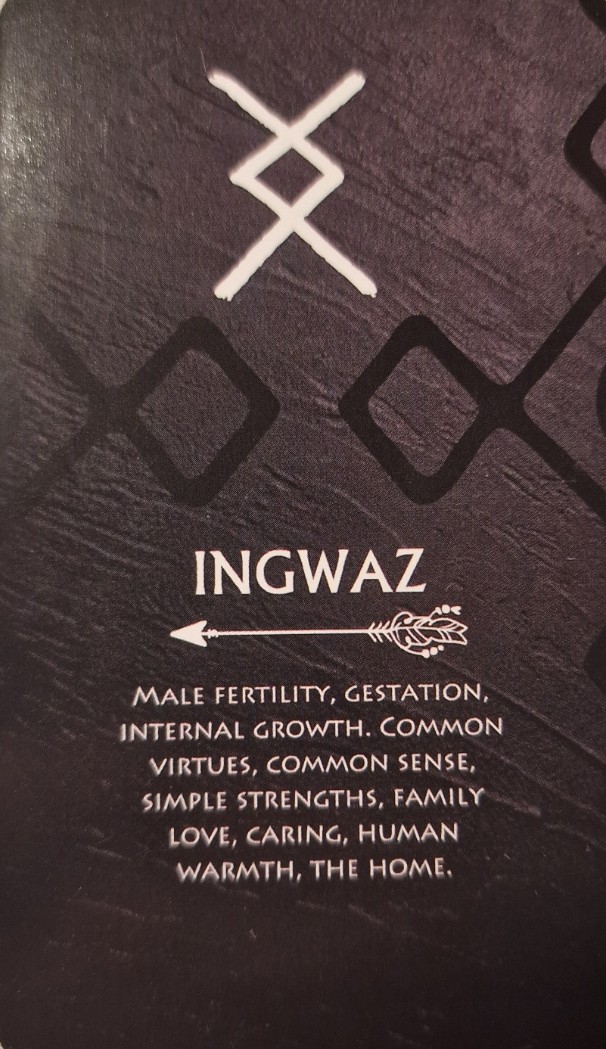 INGWAZ
MALE FERTILITY, GESTATION,
INTERNAL GROWTH. COMMON
VIRTUES, COMMON SENSE,
SIMPLE STRENGTHS, FAMILY
LOVE, CARING, HUMAN
WARMTH, THE HOME.